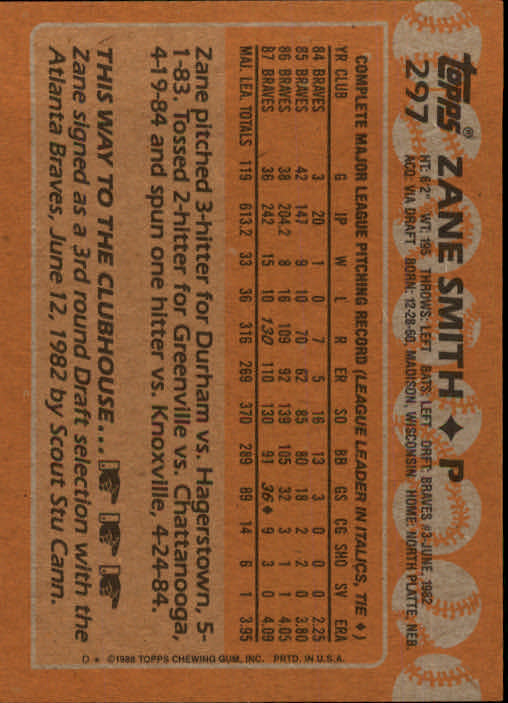 topps® ZANE SMITH ♦ P
297 HT: 6'2" WT: 195 THROWS: LEFT BATS: LEFT DRFT: BRAVES #3-JUNE, 1982
ACQ: VIA DRAFT BORN: 12-28-60, MADISON, WISCONSIN HOME: NORTH PLATTE, NEB.
COMPLETE MAJOR LEAGUE PITCHING RECORD (LEAGUE LEADER IN ITALICS, TIE ♦)
YR CLUB G IP W L R ER SO BB GS CG SHO SV ERA
84 BRAVES 3 20 1 0 7 5 16 13 3 0 0 0 2.25
85 BRAVES 42 147 9 10 70 62 85 80 18 2 2 0 3.80
86 BRAVES 38 204.2 8 16 109 92 139 105 32 3 1 1 4.05
87 BRAVES 36 242 15 10 130 110 130 91 36♦ 9 3 0 4.09
MAJ. LEA. TOTALS 119 613.2 33 36 316 269 370 289 89 14 6 1 3.95
Zane pitched 3-hitter for Durham vs. Hagerstown, 5-
1-83. Tossed 2-hitter for Greenville vs. Chattanooga,
4-19-84 and spun one hitter vs. Knoxville, 4-24-84.
THIS WAY TO THE CLUBHOUSE...
Zane signed as a 3rd round Draft selection with the
Atlanta Braves, June 12, 1982 by Scout Stu Cann.
D * ©1988 TOPPS CHEWING GUM, INC. PRTD. IN U.S.A.